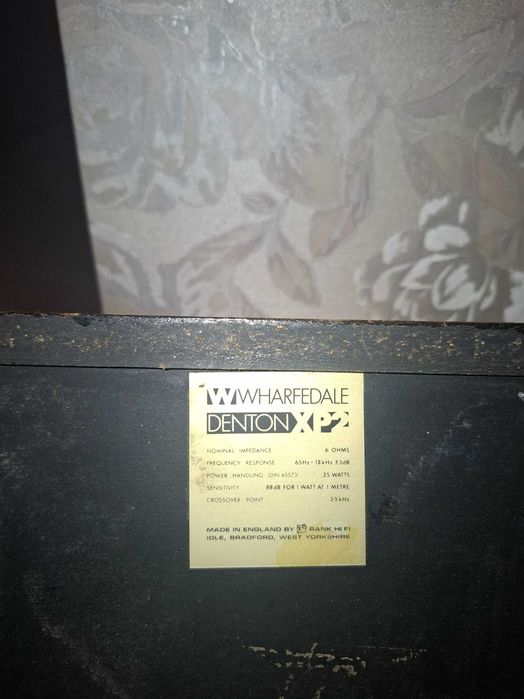 WWHARFEDALE
DENTON XP2
NOMINAL IMPEDANCE 6 OHMS
FREQUENCY RESPONSE 65Hz-18kHz ±3dB
POWER HANDLING (DIN 45573) 25 WATTS
SENSITIVITY 88dB FOR 1 WATT AT 1 METRE
CROSSOVER POINT 3·5kHz
MADE IN ENGLAND BY RANK HI FI
IDLE, BRADFORD, WEST YORKSHIRE